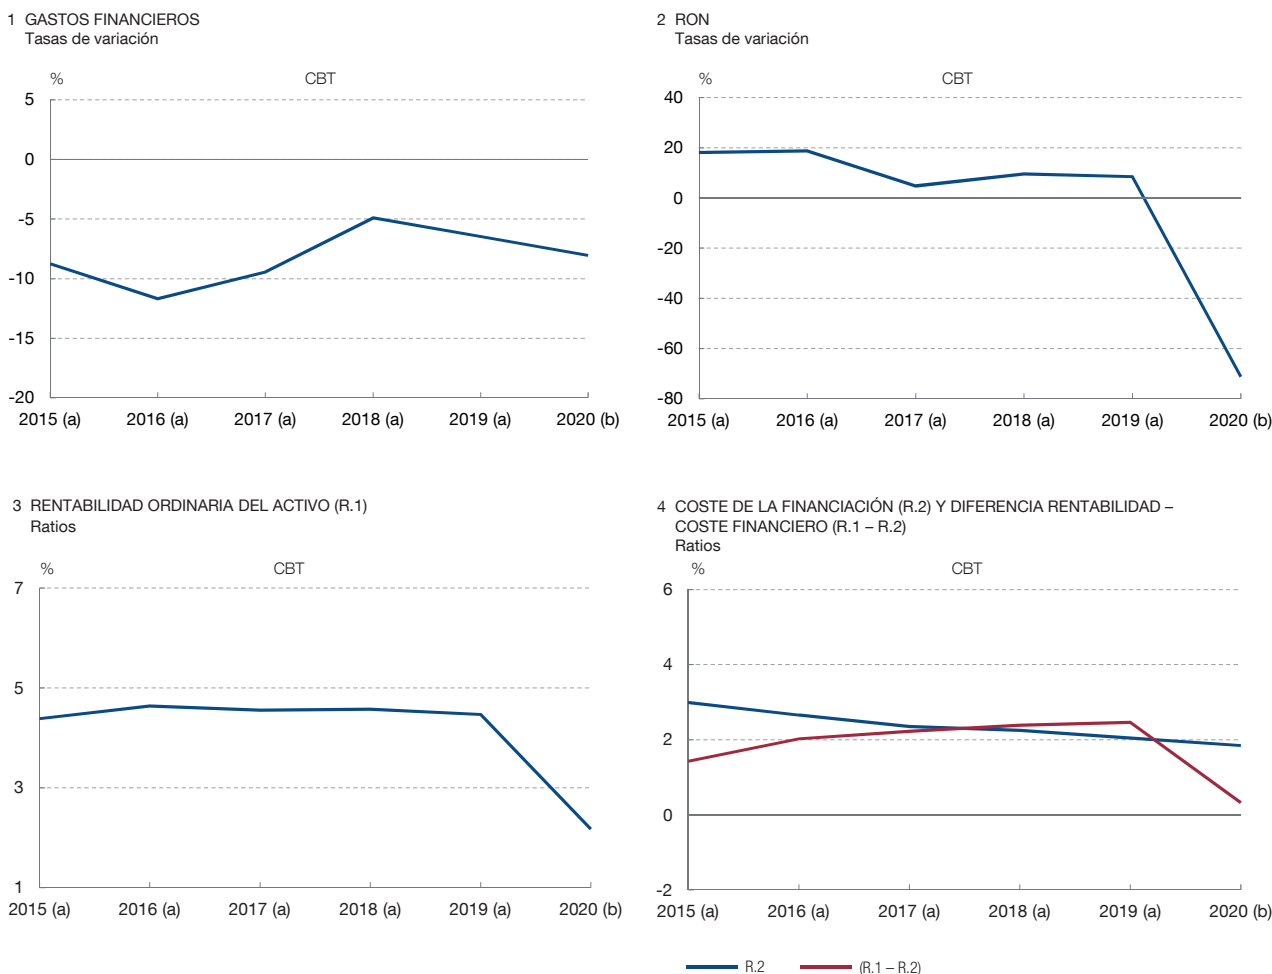 1 GASTOS FINANCIEROS
Tasas de variación
% CBT
5
0
-5
-10
-15
-20
2015 (a) 2016 (a) 2017 (a) 2018 (a) 2019 (a) 2020 (b)
2 RON
Tasas de variación
% CBT
40
20
0
-20
-40
-60
-80
2015 (a) 2016 (a) 2017 (a) 2018 (a) 2019 (a) 2020 (b)
3 RENTABILIDAD ORDINARIA DEL ACTIVO (R.1)
Ratios
% CBT
7
5
3
1
2015 (a) 2016 (a) 2017 (a) 2018 (a) 2019 (a) 2020 (b)
4 COSTE DE LA FINANCIACIÓN (R.2) Y DIFERENCIA RENTABILIDAD –
COSTE FINANCIERO (R.1 – R.2)
Ratios
% CBT
6
4
2
0
-2
2015 (a) 2016 (a) 2017 (a) 2018 (a) 2019 (a) 2020 (b)
R.2 (R.1 – R.2)